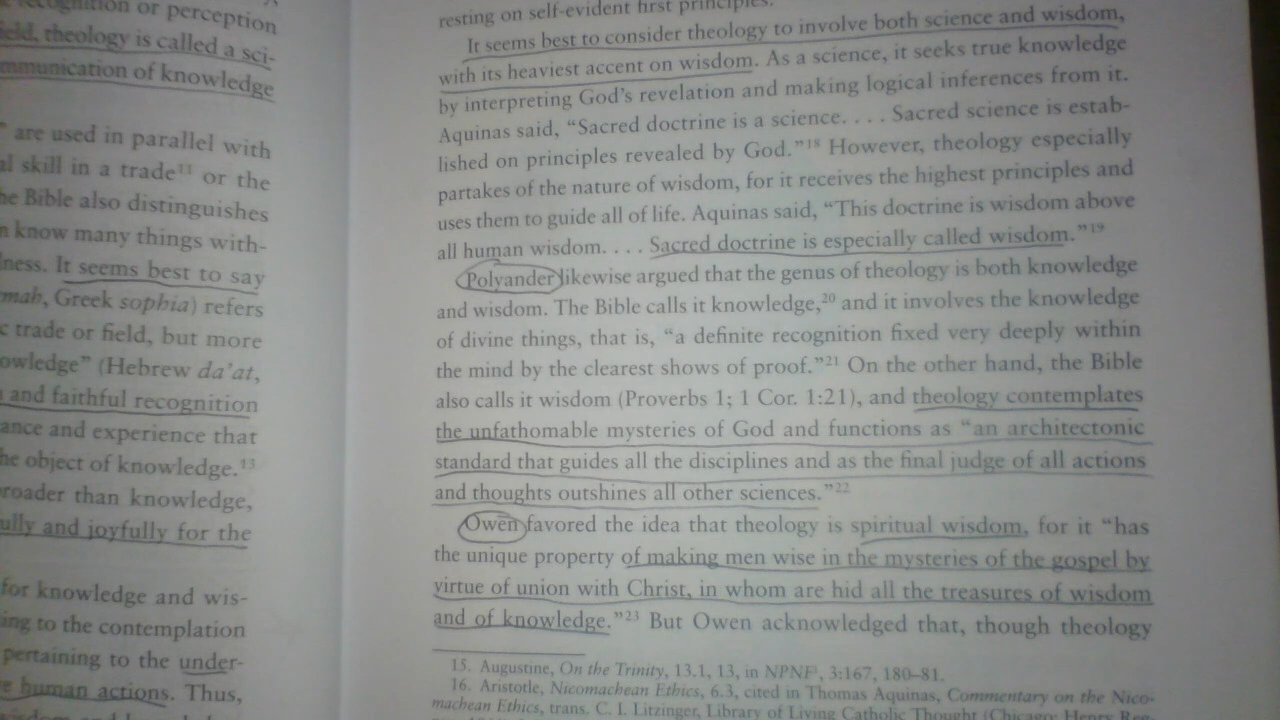 recognition or perception
field, theology is called a sci-
mmunication of knowledge
” are used in parallel with
al skill in a trade¹¹ or the
he Bible also distinguishes
n know many things with-
lness. It seems best to say
mah, Greek sophia) refers
c trade or field, but more
owledge” (Hebrew da’at,
and faithful recognition
ance and experience that
he object of knowledge.¹³
roader than knowledge,
ully and joyfully for the
for knowledge and wis-
ing to the contemplation
pertaining to the under-
e human actions. Thus,
resting on self-evident first principles.
It seems best to consider theology to involve both science and wisdom,
with its heaviest accent on wisdom. As a science, it seeks true knowledge
by interpreting God’s revelation and making logical inferences from it.
Aquinas said, “Sacred doctrine is a science. . . . Sacred science is estab-
lished on principles revealed by God.”¹⁸ However, theology especially
partakes of the nature of wisdom, for it receives the highest principles and
uses them to guide all of life. Aquinas said, “This doctrine is wisdom above
all human wisdom. . . . Sacred doctrine is especially called wisdom.”¹⁹
Polyander likewise argued that the genus of theology is both knowledge
and wisdom. The Bible calls it knowledge,²⁰ and it involves the knowledge
of divine things, that is, “a definite recognition fixed very deeply within
the mind by the clearest shows of proof.”²¹ On the other hand, the Bible
also calls it wisdom (Proverbs 1; 1 Cor. 1:21), and theology contemplates
the unfathomable mysteries of God and functions as “an architectonic
standard that guides all the disciplines and as the final judge of all actions
and thoughts outshines all other sciences.”²²
Owen favored the idea that theology is spiritual wisdom, for it “has
the unique property of making men wise in the mysteries of the gospel by
virtue of union with Christ, in whom are hid all the treasures of wisdom
and of knowledge.”²³ But Owen acknowledged that, though theology
15. Augustine, On the Trinity, 13.1, 13, in NPNF¹, 3:167, 180–81.
16. Aristotle, Nicomachean Ethics, 6.3, cited in Thomas Aquinas, Commentary on the Nico-
machean Ethics, trans. C. I. Litzinger, Library of Living Catholic Thought (Chicago: Henry Reg-